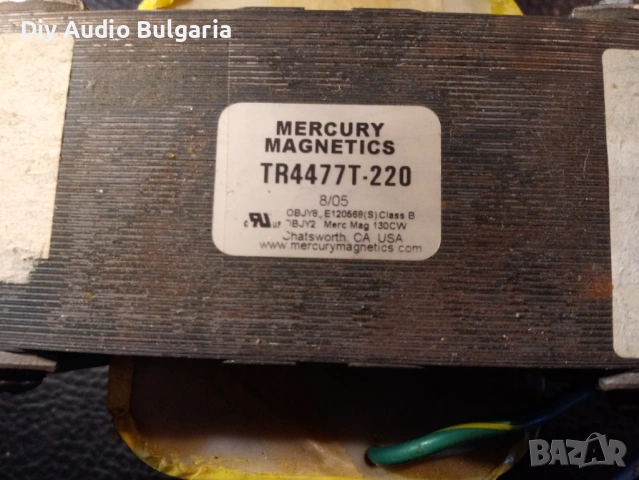 Diy Audio Bulgaria
MERCURY
MAGNETICS
TR4477T-220
8/05
OBJY8, E120568(S) Class B
OBJY2 Merc Mag 130CW
Chatsworth, CA, USA
www.mercurymagnetics.com
BAZAR